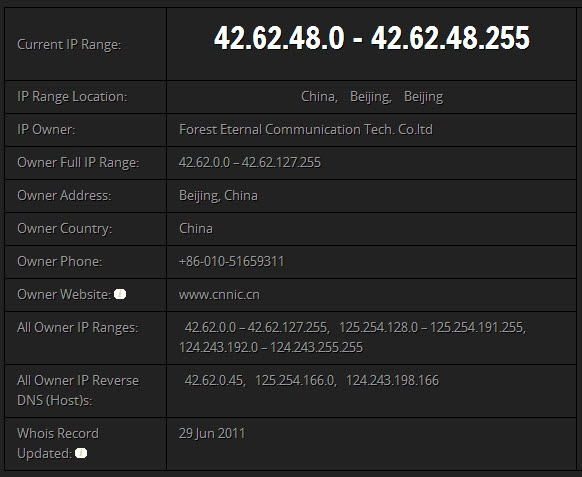 Current IP Range: 42.62.48.0 - 42.62.48.255
IP Range Location: China, Beijing, Beijing
IP Owner: Forest Eternal Communication Tech. Co.ltd
Owner Full IP Range: 42.62.0.0 – 42.62.127.255
Owner Address: Beijing, China
Owner Country: China
Owner Phone: +86-010-51659311
Owner Website: www.cnnic.cn
All Owner IP Ranges: 42.62.0.0 – 42.62.127.255, 125.254.128.0 – 125.254.191.255,
124.243.192.0 – 124.243.255.255
All Owner IP Reverse 42.62.0.45, 125.254.166.0, 124.243.198.166
DNS (Host)s:
Whois Record 29 Jun 2011
Updated: